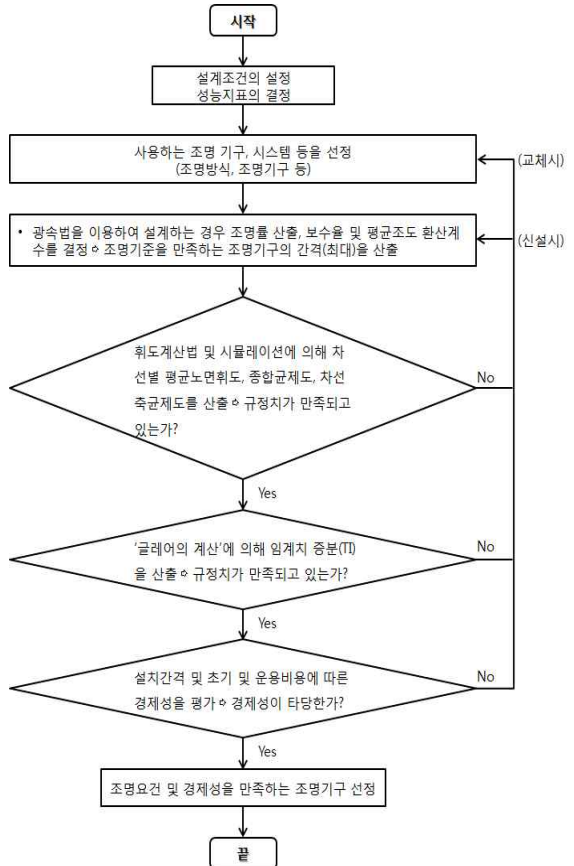 시작
설계조건의 설정
성능지표의 결정
사용하는 조명 기구, 시스템 등을 선정
(조명방식, 조명기구 등)
(교체시)
• 광속법을 이용하여 설계하는 경우 조명률 산출, 보수율 및 평균조도 환산계
수를 결정⇨조명기준을 만족하는 조명기구의 간격(최대)을 산출
(신설시)
휘도계산법 및 시뮬레이션에 의해 차
선별 평균노면휘도, 종합균제도, 차선
축균제도를 산출⇨규정치가 만족되고
있는가?
No
Yes
'글레어의 계산'에 의해 임계치 증분(TI)
을 산출⇨규정치가 만족되고 있는가?
No
Yes
설치간격 및 초기 및 운용비용에 따른
경제성을 평가⇨경제성이 타당한가?
No
Yes
조명요건 및 경제성을 만족하는 조명기구 선정
끝